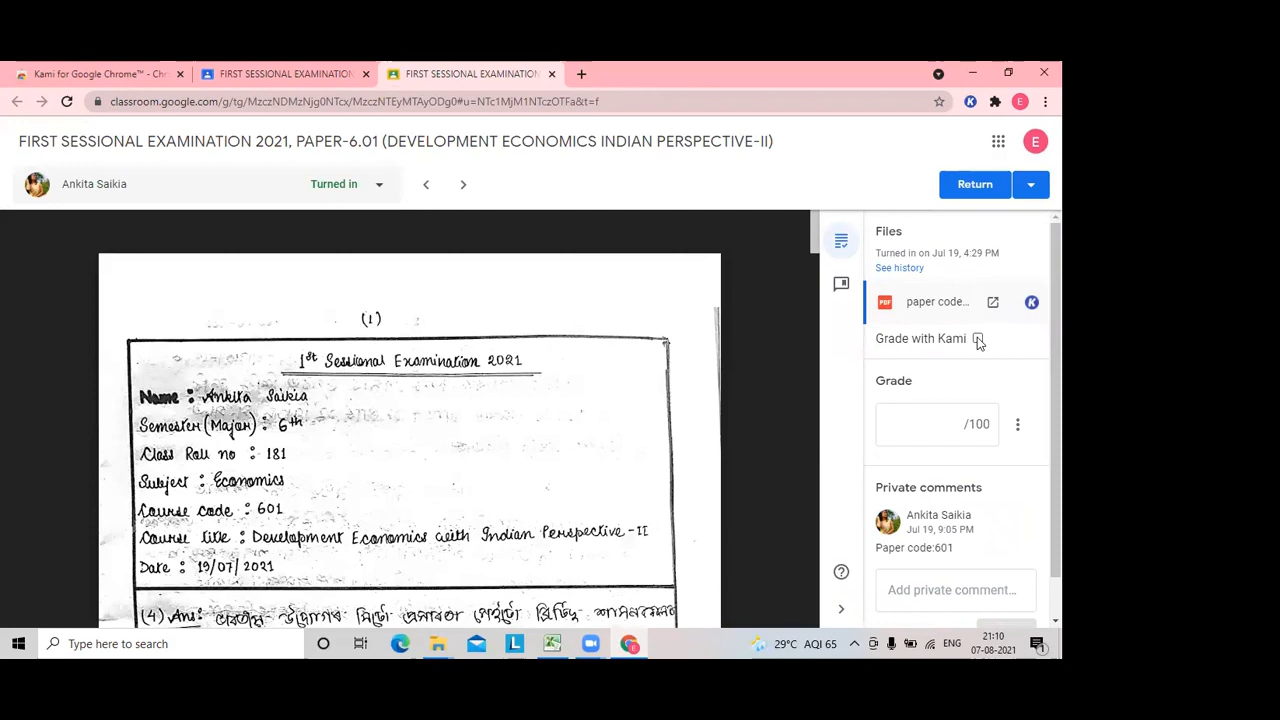 Kami for Google Chrome™ - Chr
FIRST SESSIONAL EXAMINATION
FIRST SESSIONAL EXAMINATION
classroom.google.com/g/tg/MzczNDMzNjg0NTcx/MzczNTEyMTAyODg0#u=NTc1MjM1NTczOTFa&t=f
E
FIRST SESSIONAL EXAMINATION 2021, PAPER-6.01 (DEVELOPMENT ECONOMICS INDIAN PERSPECTIVE-II)
E
Ankita Saikia
Turned in
Return
(1)
1st Sessional Examination 2021
Name : Ankita Saikia
Semester (Major) : 6th
Class Roll no : 181
Subject : Economics
Course code : 601
Course title : Development Economics with Indian Perspective -II
Date : 19/07/2021
(4) Ans:
Files
Turned in on Jul 19, 4:29 PM
See history
PDF
paper code...
K
Grade with Kami
Grade
/100
Private comments
Ankita Saikia
Jul 19, 9:05 PM
Paper code:601
Add private comment...
Type here to search
L
E
29°C AQI 65
ENG
21:10
07-08-2021
1